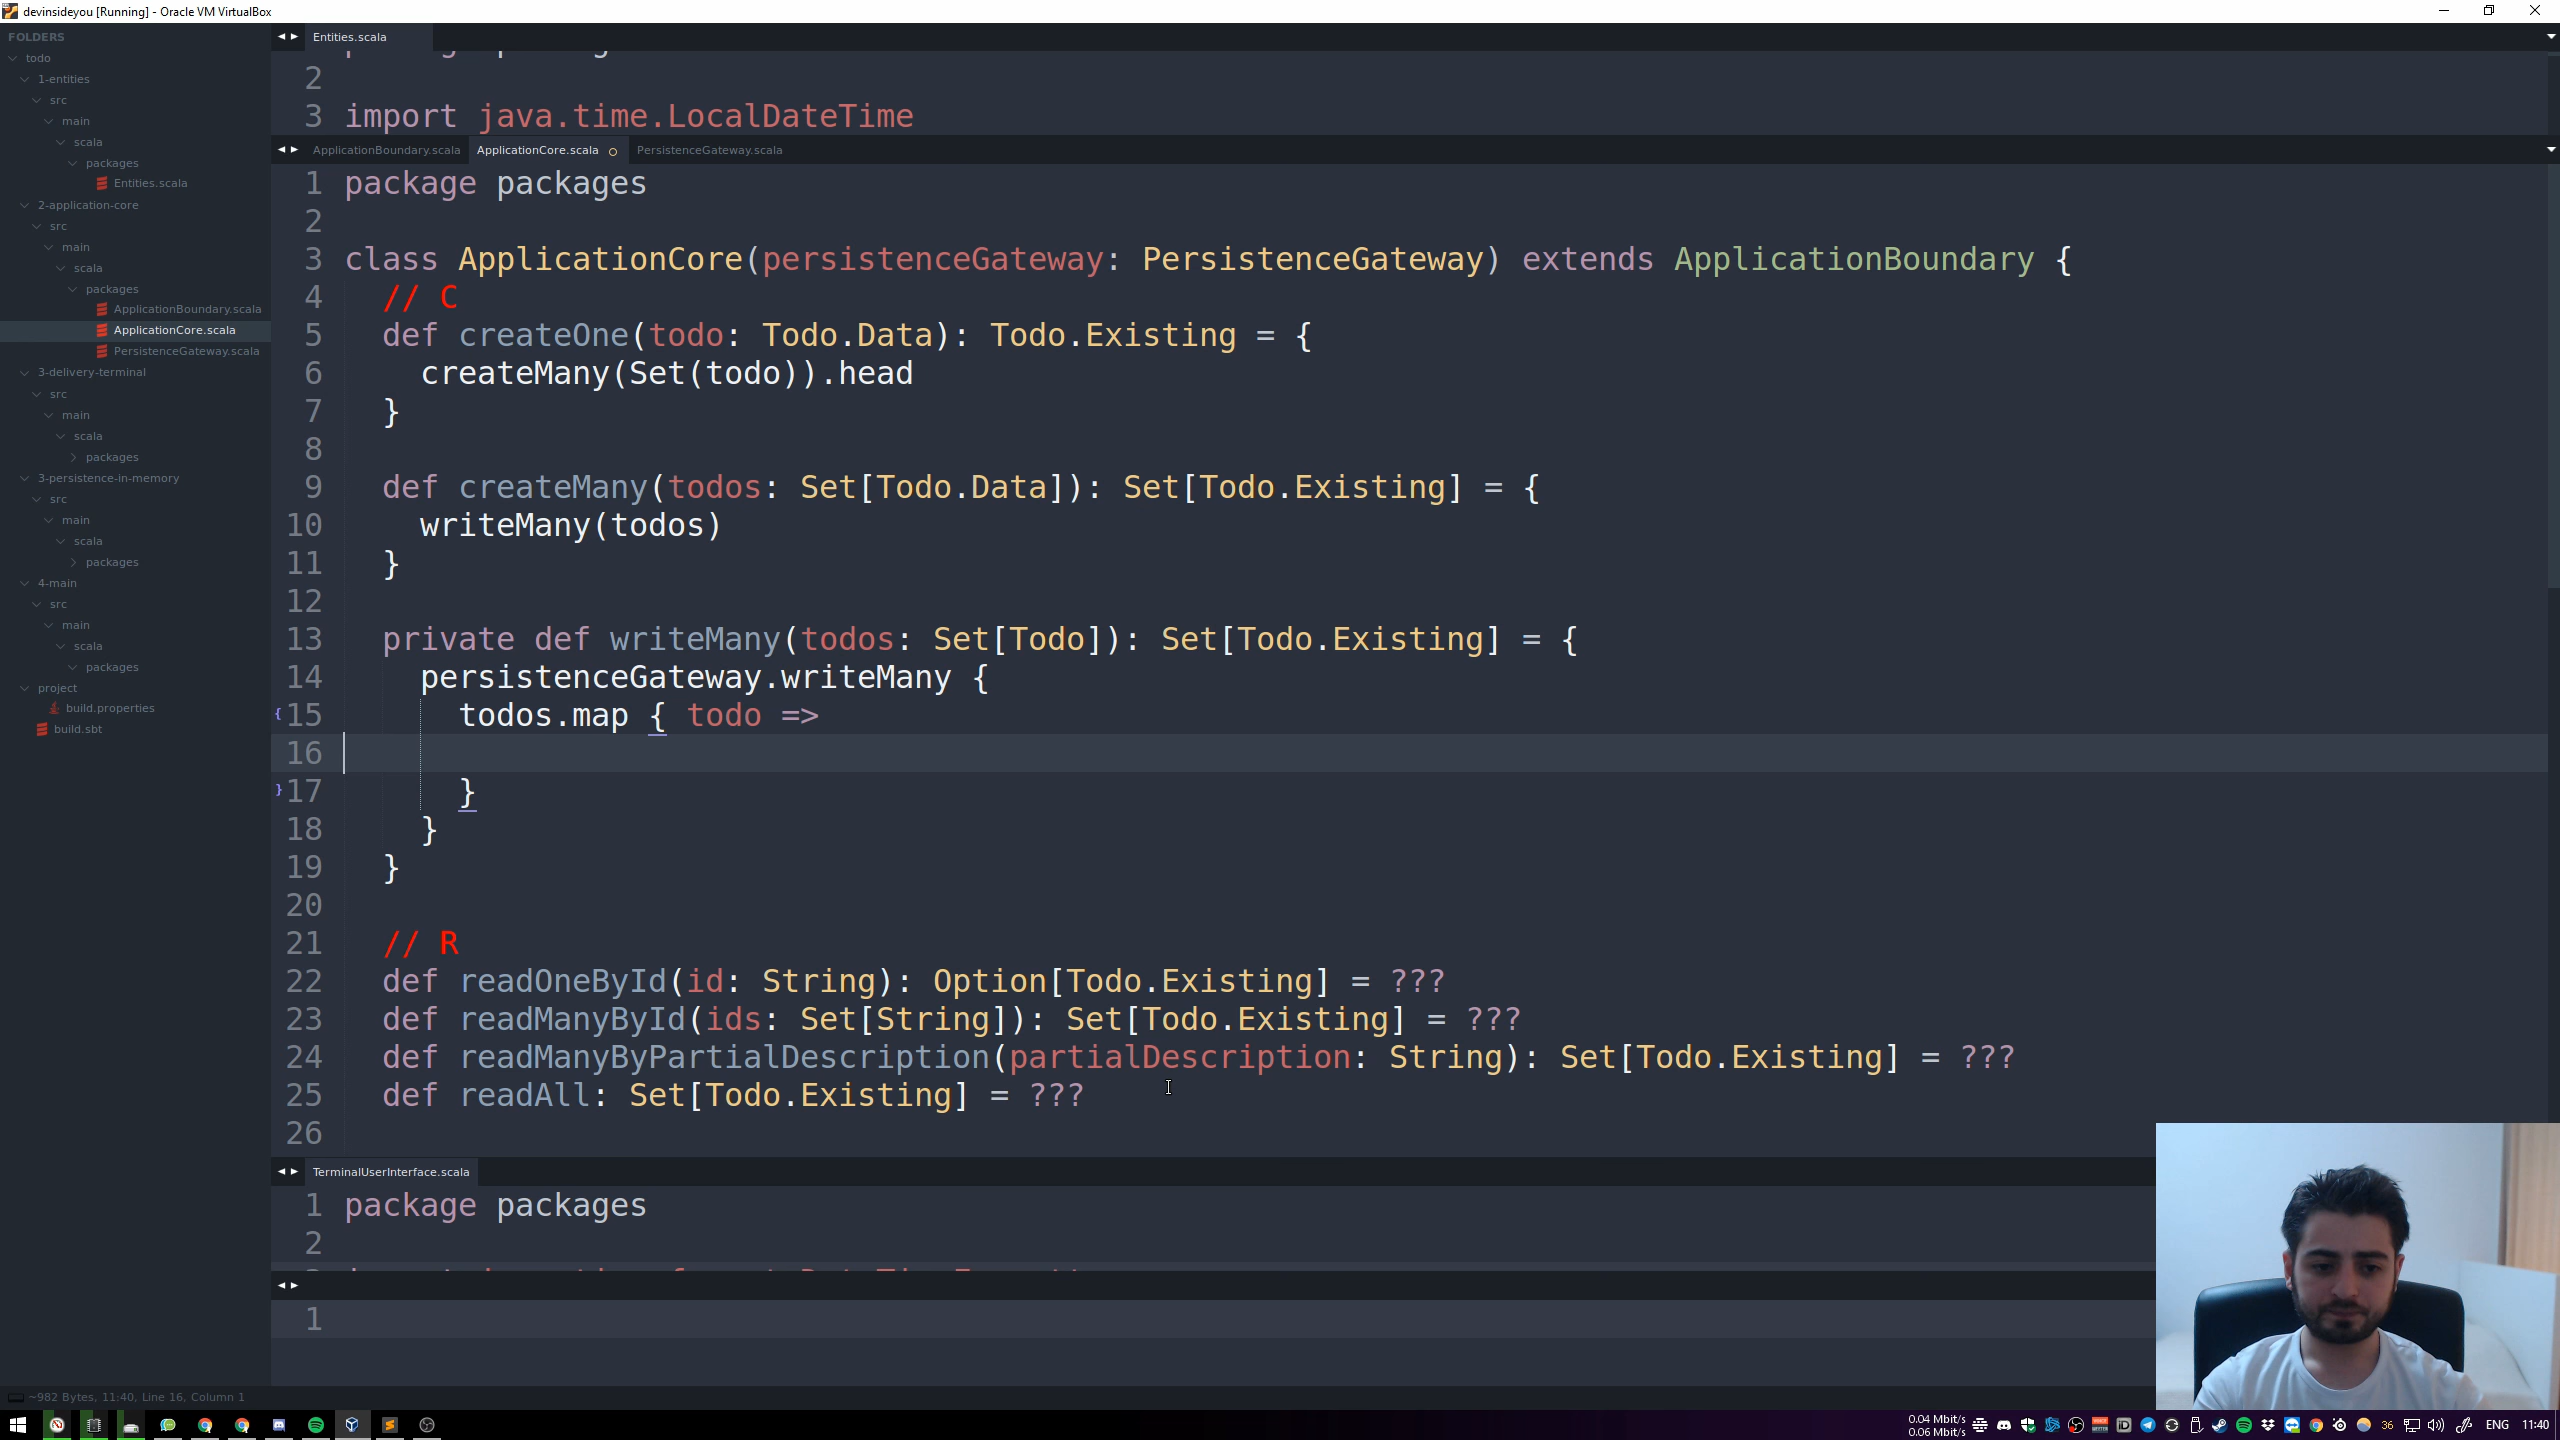 devinsideyou [Running] - Oracle VM VirtualBox
FOLDERS
todo
1-entities
src
main
scala
packages
Entities.scala
2-application-core
src
main
scala
packages
ApplicationBoundary.scala
ApplicationCore.scala
PersistenceGateway.scala
3-delivery-terminal
src
main
scala
packages
3-persistence-in-memory
src
main
scala
packages
4-main
src
main
scala
packages
project
build.properties
build.sbt
Entities.scala
2
3 import java.time.LocalDateTime
ApplicationBoundary.scala ApplicationCore.scala PersistenceGateway.scala
1 package packages
2
3 class ApplicationCore(persistenceGateway: PersistenceGateway) extends ApplicationBoundary {
4 // C
5 def createOne(todo: Todo.Data): Todo.Existing = {
6 createMany(Set(todo)).head
7 }
8
9 def createMany(todos: Set[Todo.Data]): Set[Todo.Existing] = {
10 writeMany(todos)
11 }
12
13 private def writeMany(todos: Set[Todo]): Set[Todo.Existing] = {
14 persistenceGateway.writeMany {
{ 15 todos.map { todo =>
16
} 17 }
18 }
19 }
20
21 // R
22 def readOneById(id: String): Option[Todo.Existing] = ???
23 def readManyById(ids: Set[String]): Set[Todo.Existing] = ???
24 def readManyByPartialDescription(partialDescription: String): Set[Todo.Existing] = ???
25 def readAll: Set[Todo.Existing] = ???
26
TerminalUserInterface.scala
1 package packages
2
1
~982 Bytes, 11:40, Line 16, Column 1
0.04 Mbit/s
0.06 Mbit/s
36 ENG 11:40